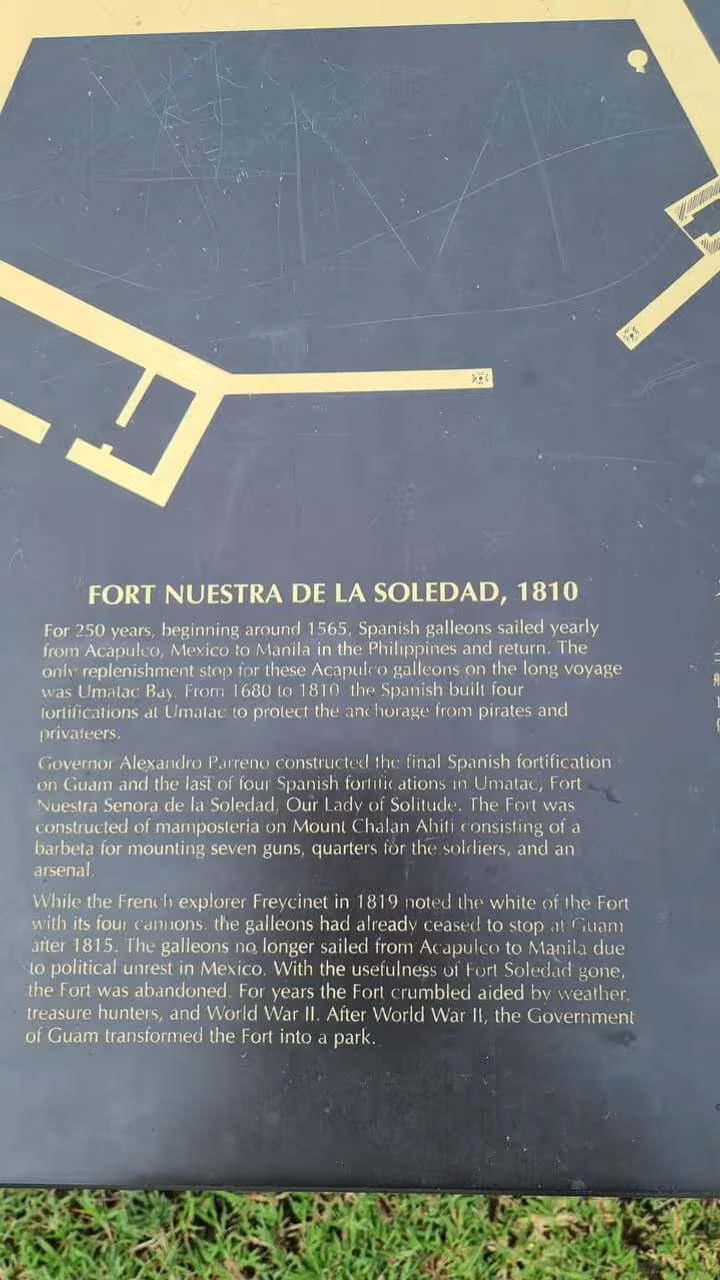 FORT NUESTRA DE LA SOLEDAD, 1810
For 250 years, beginning around 1565, Spanish galleons sailed yearly
from Acapulco, Mexico to Manila in the Philippines and return. The
only replenishment stop for these Acapulco galleons on the long voyage
was Umatac Bay. From 1680 to 1810 the Spanish built four
fortifications at Umatac to protect the anchorage from pirates and
privateers.
Governor Alexandro Parreno constructed the final Spanish fortification
on Guam and the last of four Spanish fortifications in Umatac, Fort
Nuestra Senora de la Soledad, Our Lady of Solitude. The Fort was
constructed of mamposteria on Mount Chalan Ahiti consisting of a
barbeta for mounting seven guns, quarters for the soldiers, and an
arsenal.
While the French explorer Freycinet in 1819 noted the white of the Fort
with its four cannons, the galleons had already ceased to stop at Guam
after 1815. The galleons no longer sailed from Acapulco to Manila due
to political unrest in Mexico. With the usefulness of Fort Soledad gone,
the Fort was abandoned. For years the Fort crumbled aided by weather,
treasure hunters, and World War II. After World War II, the Government
of Guam transformed the Fort into a park.